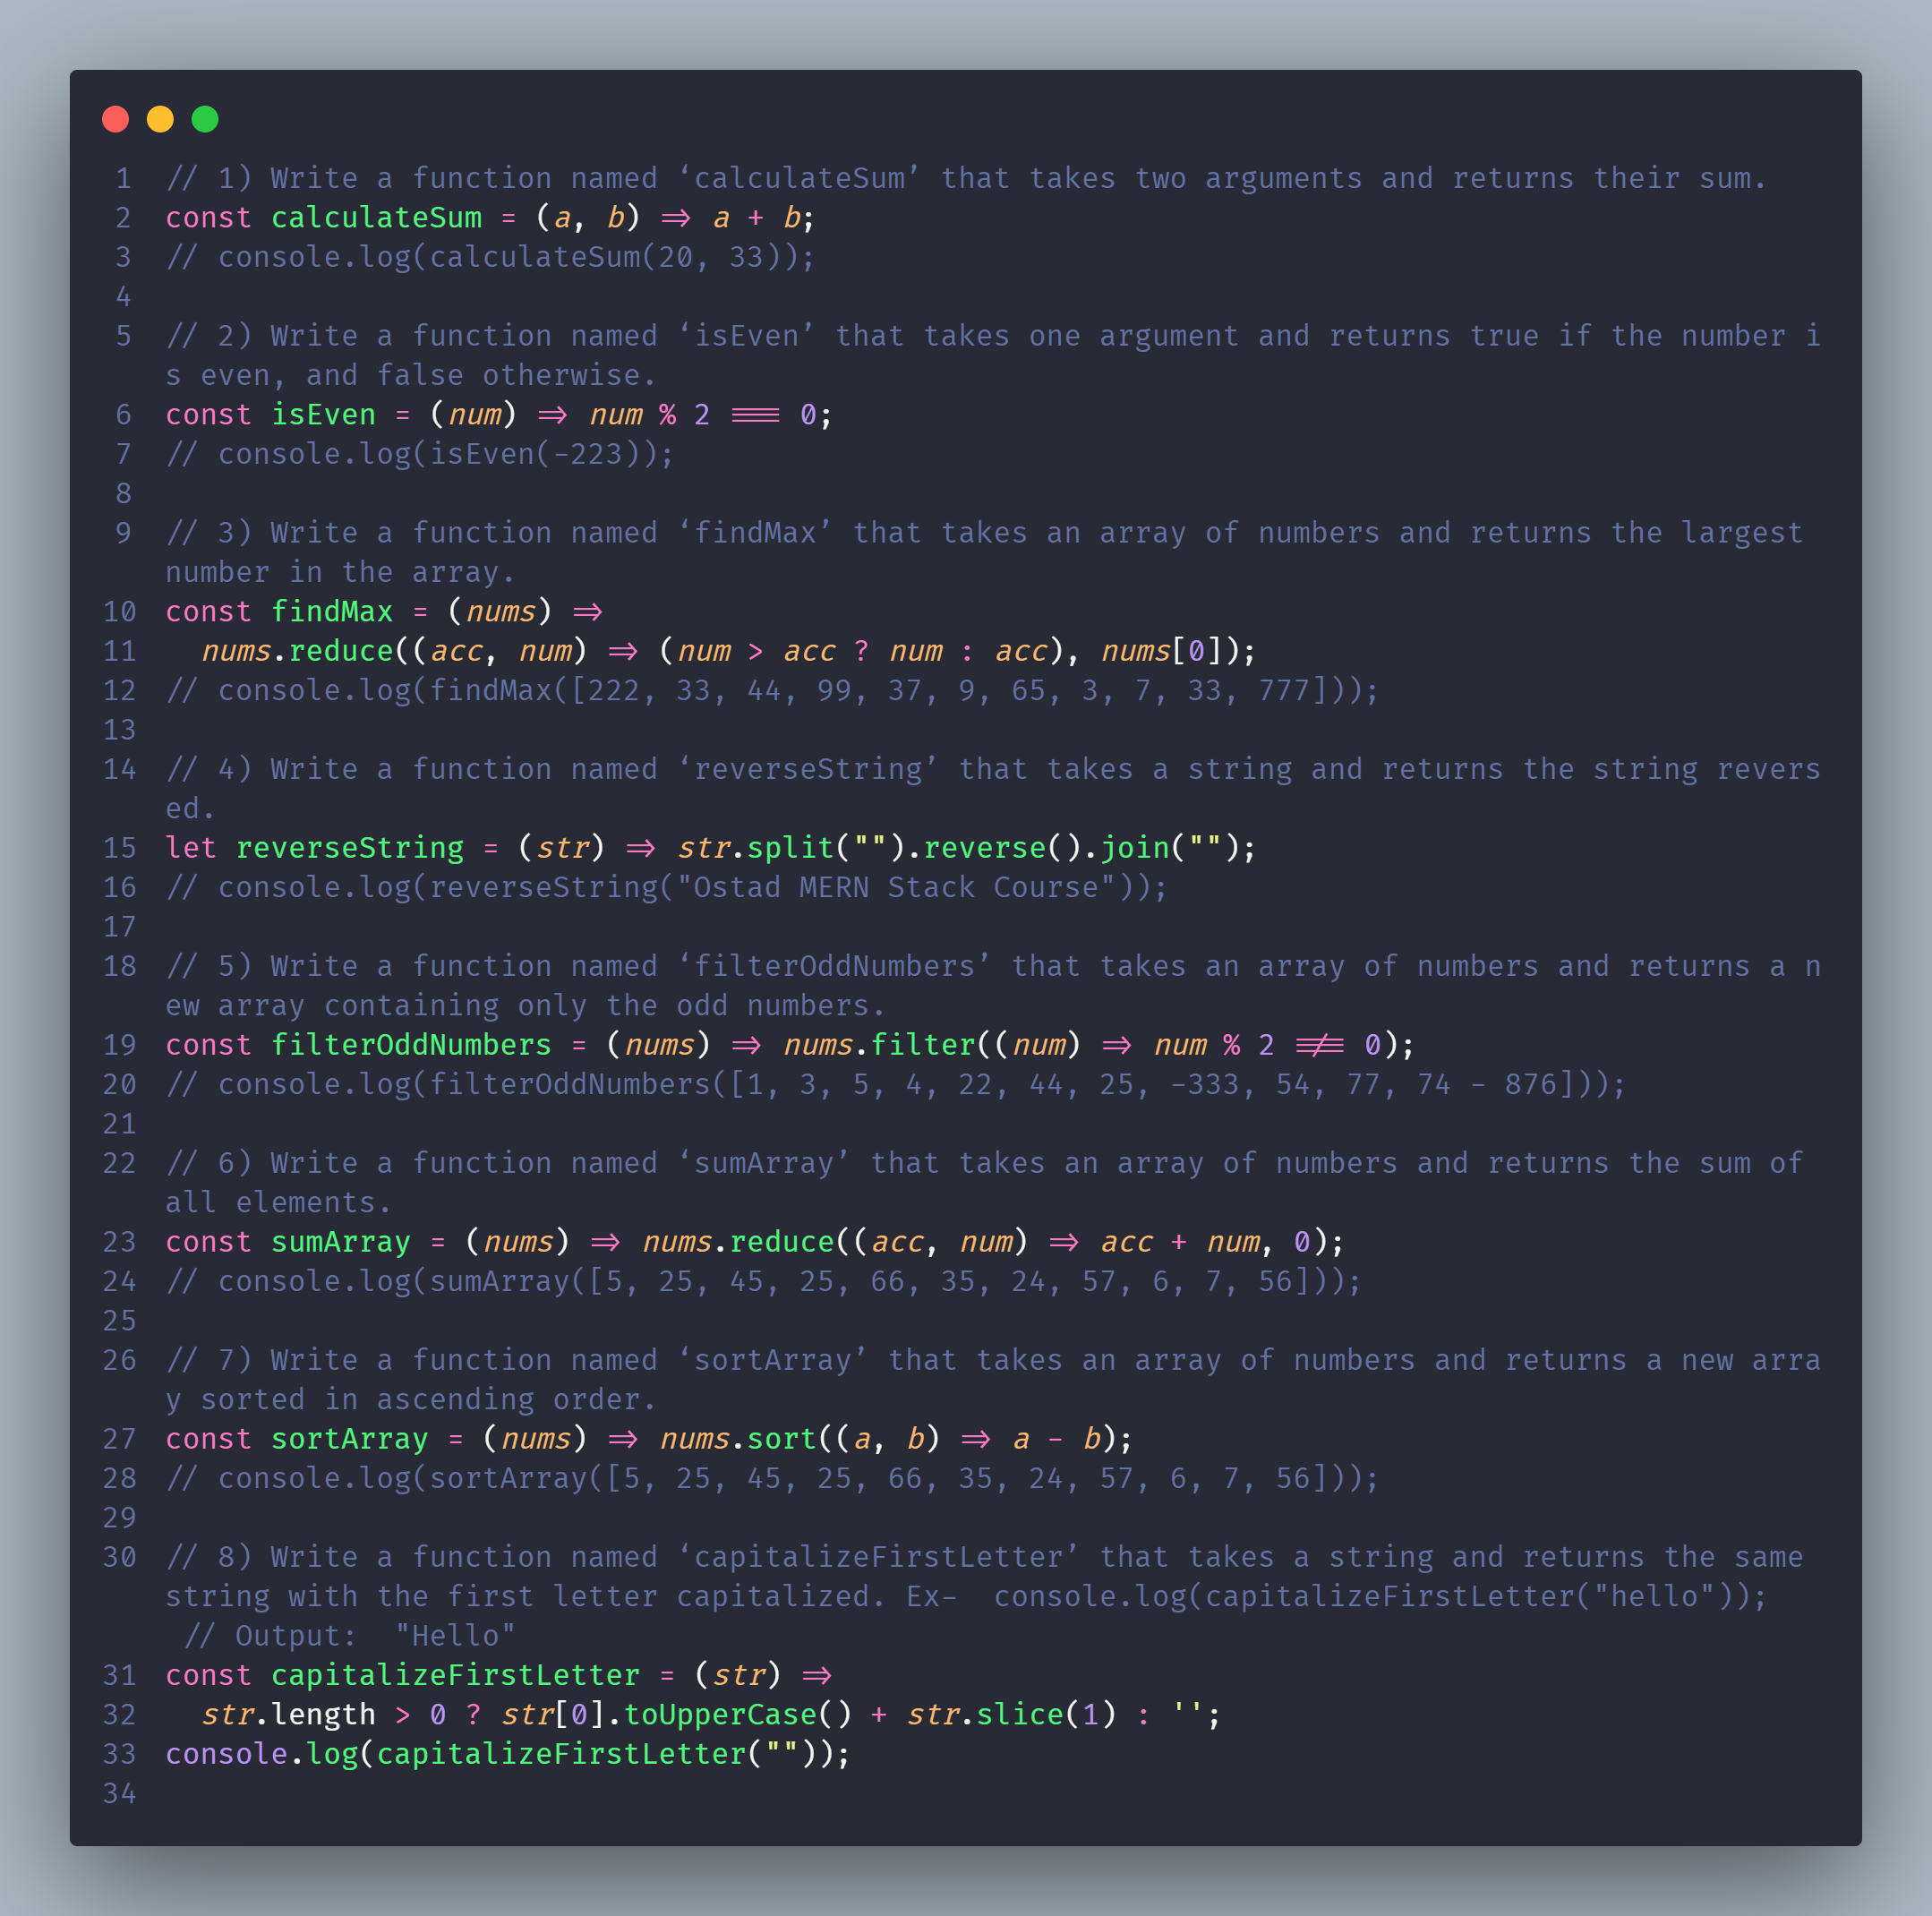 1 // 1) Write a function named ‘calculateSum’ that takes two arguments and returns their sum.
2 const calculateSum = (a, b) => a + b;
3 // console.log(calculateSum(20, 33));
4
5 // 2) Write a function named ‘isEven’ that takes one argument and returns true if the number i
s even, and false otherwise.
6 const isEven = (num) => num % 2 === 0;
7 // console.log(isEven(-223));
8
9 // 3) Write a function named ‘findMax’ that takes an array of numbers and returns the largest
number in the array.
10 const findMax = (nums) =>
11   nums.reduce((acc, num) => (num > acc ? num : acc), nums[0]);
12 // console.log(findMax([222, 33, 44, 99, 37, 9, 65, 3, 7, 33, 777]));
13
14 // 4) Write a function named ‘reverseString’ that takes a string and returns the string revers
ed.
15 let reverseString = (str) => str.split("").reverse().join("");
16 // console.log(reverseString("Ostad MERN Stack Course"));
17
18 // 5) Write a function named ‘filterOddNumbers’ that takes an array of numbers and returns a n
ew array containing only the odd numbers.
19 const filterOddNumbers = (nums) => nums.filter((num) => num % 2 !== 0);
20 // console.log(filterOddNumbers([1, 3, 5, 4, 22, 44, 25, -333, 54, 77, 74 - 876]));
21
22 // 6) Write a function named ‘sumArray’ that takes an array of numbers and returns the sum of
all elements.
23 const sumArray = (nums) => nums.reduce((acc, num) => acc + num, 0);
24 // console.log(sumArray([5, 25, 45, 25, 66, 35, 24, 57, 6, 7, 56]));
25
26 // 7) Write a function named ‘sortArray’ that takes an array of numbers and returns a new arra
y sorted in ascending order.
27 const sortArray = (nums) => nums.sort((a, b) => a - b);
28 // console.log(sortArray([5, 25, 45, 25, 66, 35, 24, 57, 6, 7, 56]));
29
30 // 8) Write a function named ‘capitalizeFirstLetter’ that takes a string and returns the same
string with the first letter capitalized. Ex-  console.log(capitalizeFirstLetter("hello"));
 // Output:  "Hello"
31 const capitalizeFirstLetter = (str) =>
32   str.length > 0 ? str[0].toUpperCase() + str.slice(1) : '';
33 console.log(capitalizeFirstLetter(""));
34